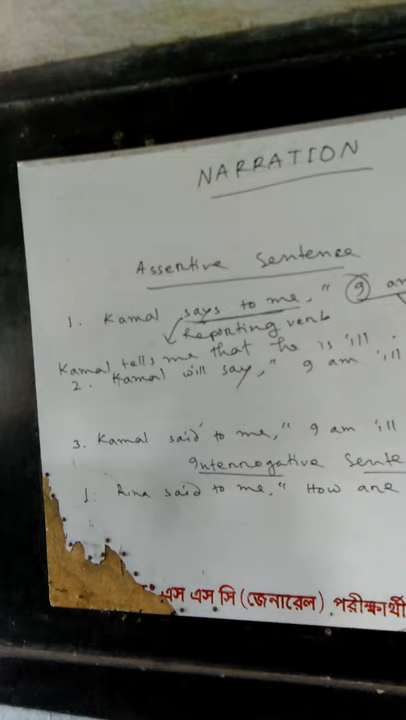 NARRATION
Assertive Sentence
1. Kamal says to me, " I am
Reporting verb
Kamal tells me that he is ill.
2. Kamal will say, " I am ill
3. Kamal said to me, " I am ill
Interrogative Sente
1. Rina said to me, " How are
এস এস সি (জেনারেল) পরীক্ষার্থী